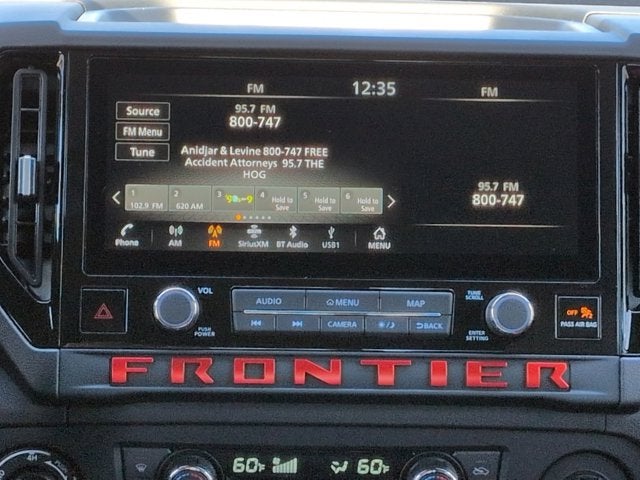 FM 12:35 FM
Source
FM Menu
Tune
95.7 FM
800-747
Anidjar & Levine 800-747 FREE
Accident Attorneys 95.7 THE
HOG
95.7 FM
800-747
1 2 3 4 Hold to Save 5 Hold to Save 6 Hold to Save
102.9 FM 620 AM
Phone AM FM SiriusXM BT Audio USB1 MENU
VOL
PUSH
POWER
AUDIO MENU MAP
CAMERA BACK
TUNE
SCROLL
ENTER
SETTING
OFF
PASS AIR BAG
FRONTIER
4H
60°F 60°F